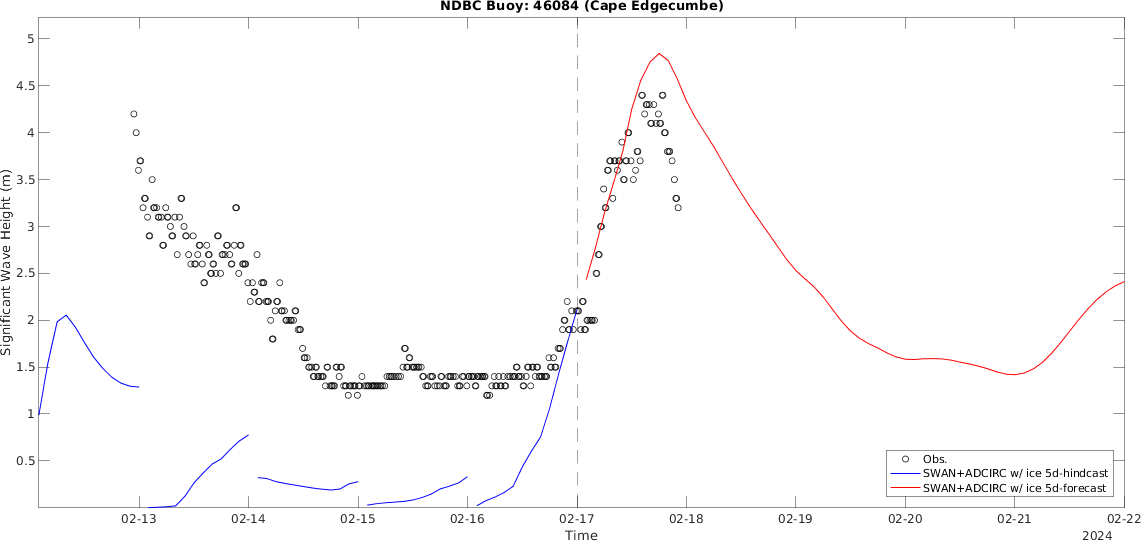 NDBC Buoy: 46084 (Cape Edgecumbe)
Significant Wave Height (m)
5
4.5
4
3.5
3
2.5
2
1.5
1
0.5
Obs.
SWAN+ADCIRC w/ ice 5d-hindcast
SWAN+ADCIRC w/ ice 5d-forecast
02-13 02-14 02-15 02-16 02-17 02-18 02-19 02-20 02-21 02-22
Time
2024